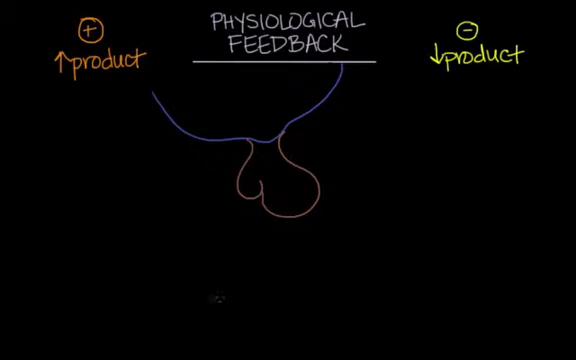 PHYSIOLOGICAL
FEEDBACK
+
↑product
−
↓product